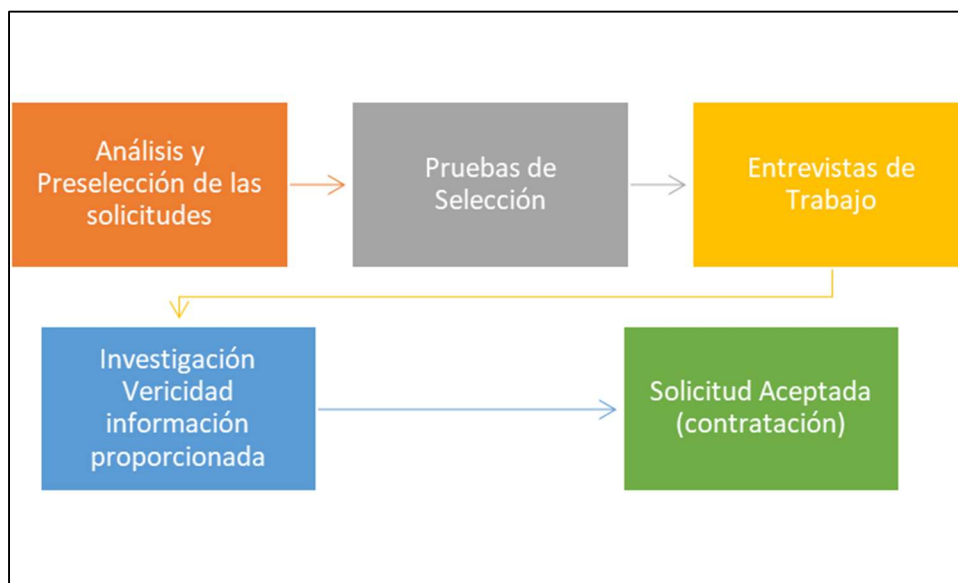 Análisis y
Preselección de las
solicitudes
Pruebas de
Selección
Entrevistas de
Trabajo
Investigación
Vericidad
información
proporcionada
Solicitud Aceptada
(contratación)